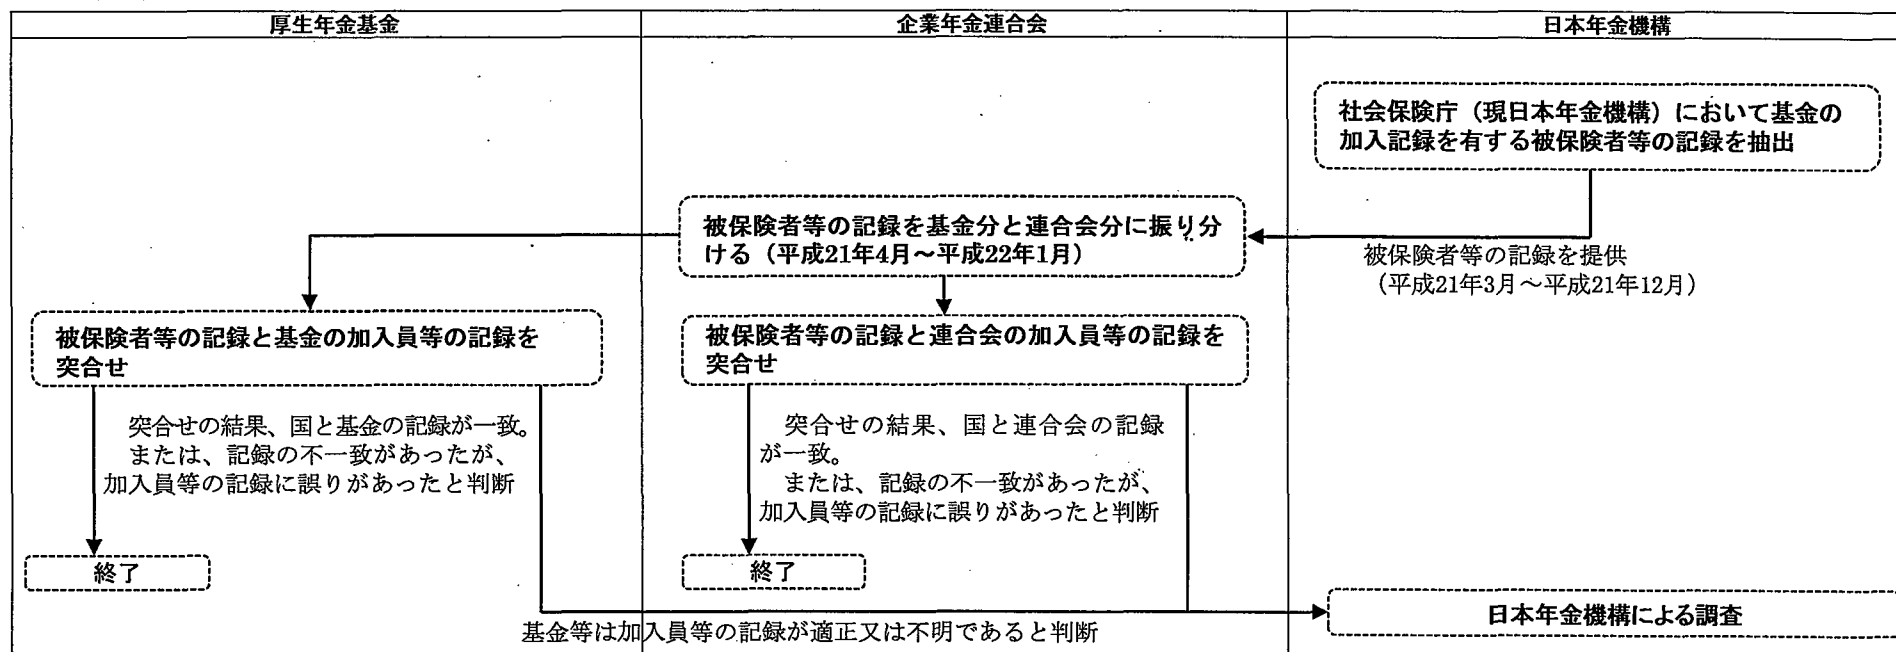 厚生年金基金
企業年金連合会
日本年金機構
社会保険庁（現日本年金機構）において基金の
加入記録を有する被保険者等の記録を抽出
被保険者等の記録を基金分と連合会分に振り分
ける（平成21年4月～平成22年1月）
被保険者等の記録を提供
（平成21年3月～平成21年12月）
被保険者等の記録と基金の加入員等の記録を
突合せ
被保険者等の記録と連合会の加入員等の記録を
突合せ
突合せの結果、国と基金の記録が一致。
または、記録の不一致があったが、
加入員等の記録に誤りがあったと判断
突合せの結果、国と連合会の記録
が一致。
または、記録の不一致があったが、
加入員等の記録に誤りがあったと判断
終了
終了
日本年金機構による調査
基金等は加入員等の記録が適正又は不明であると判断